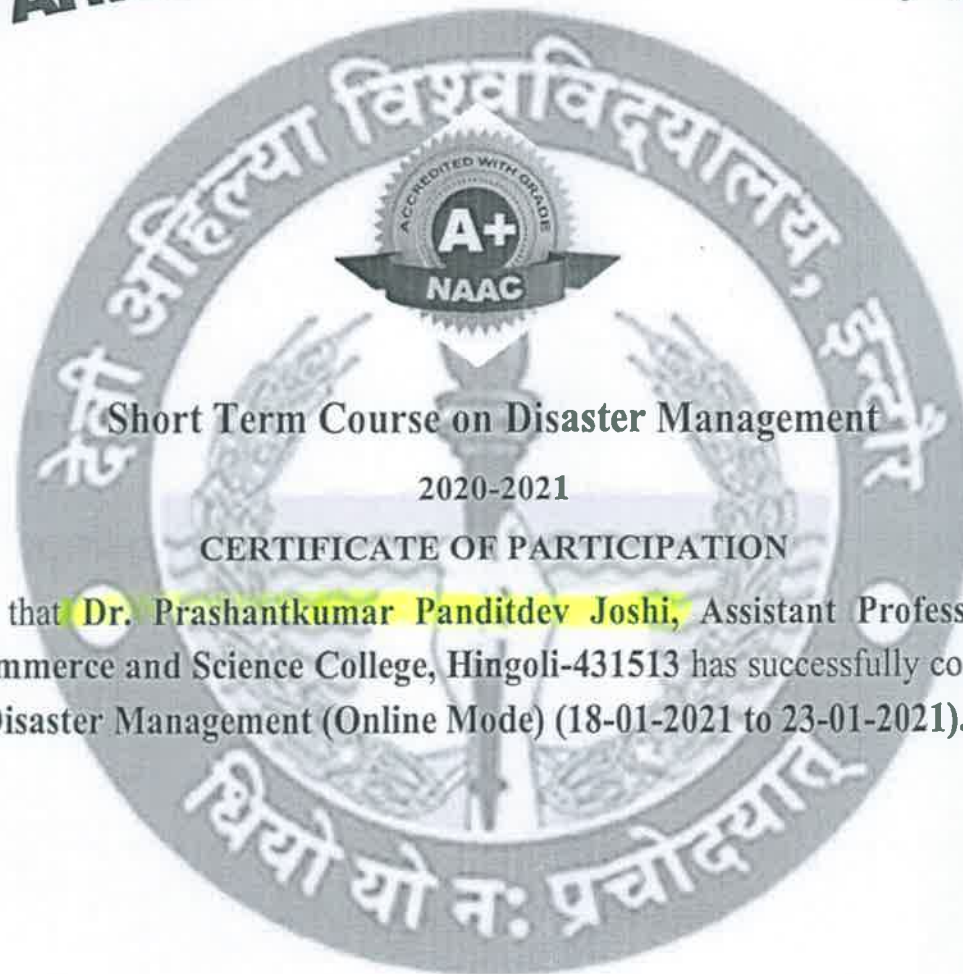 देवी अहिल्या विश्वविद्यालय, इन्दौर
ACCREDITED WITH GRADE
A+
NAAC
Short Term Course on Disaster Management
2020-2021
CERTIFICATE OF PARTICIPATION
that Dr. Prashantkumar Panditdev Joshi, Assistant Profess
mmerce and Science College, Hingoli-431513 has successfully co
Disaster Management (Online Mode) (18-01-2021 to 23-01-2021).
धियो यो नः प्रचोदयात्